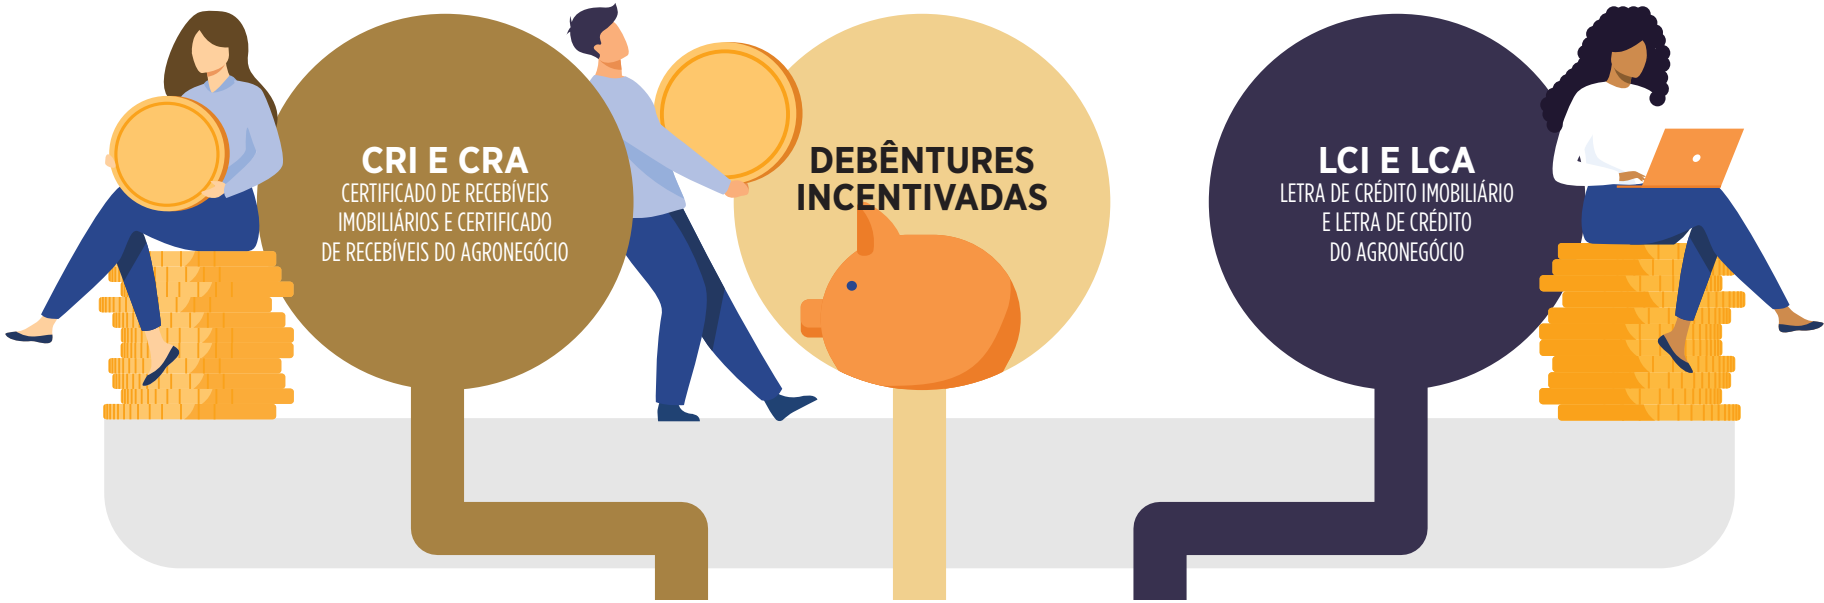 CRI E CRA
CERTIFICADO DE RECEBÍVEIS
IMOBILIÁRIOS E CERTIFICADO
DE RECEBÍVEIS DO AGRONEGÓCIO
DEBÊNTURES
INCENTIVADAS
LCI E LCA
LETRA DE CRÉDITO IMOBILIÁRIO
E LETRA DE CRÉDITO
DO AGRONEGÓCIO